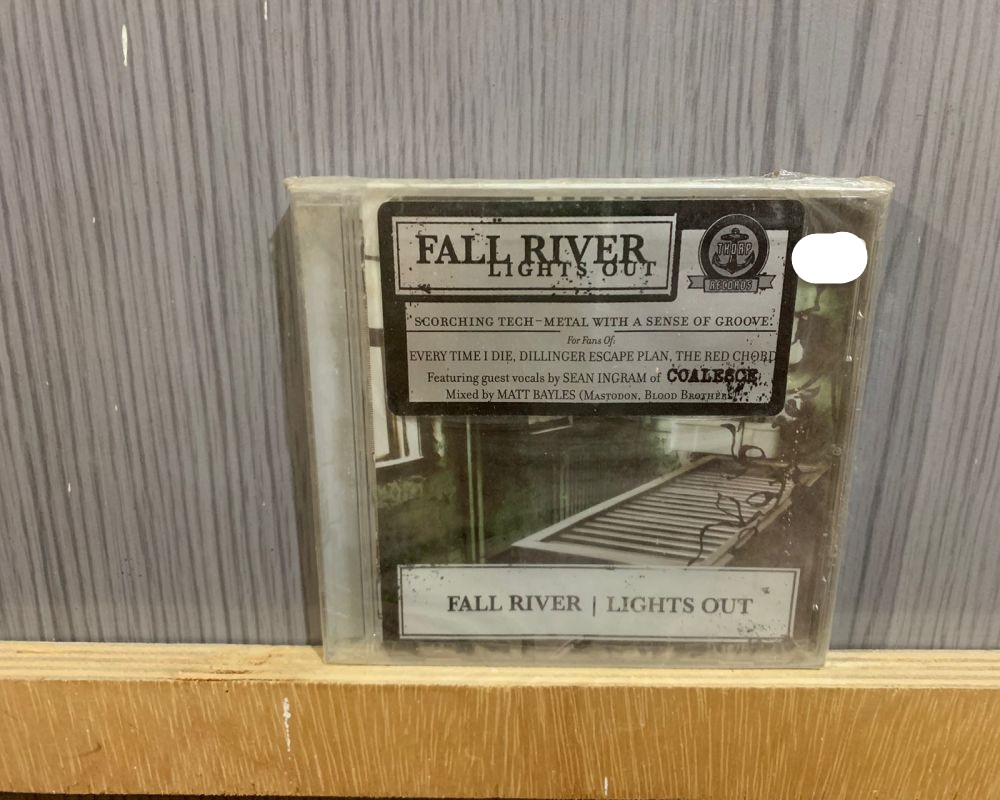 FALL RIVER
LIGHTS OUT
THORP
RECORDS
SCORCHING TECH-METAL WITH A SENSE OF GROOVE.
For Fans Of:
EVERY TIME I DIE, DILLINGER ESCAPE PLAN, THE RED CHORD
Featuring guest vocals by SEAN INGRAM of COALESCE
Mixed by MATT BAYLES (MASTODON, BLOOD BROTHERS)
FALL RIVER | LIGHTS OUT